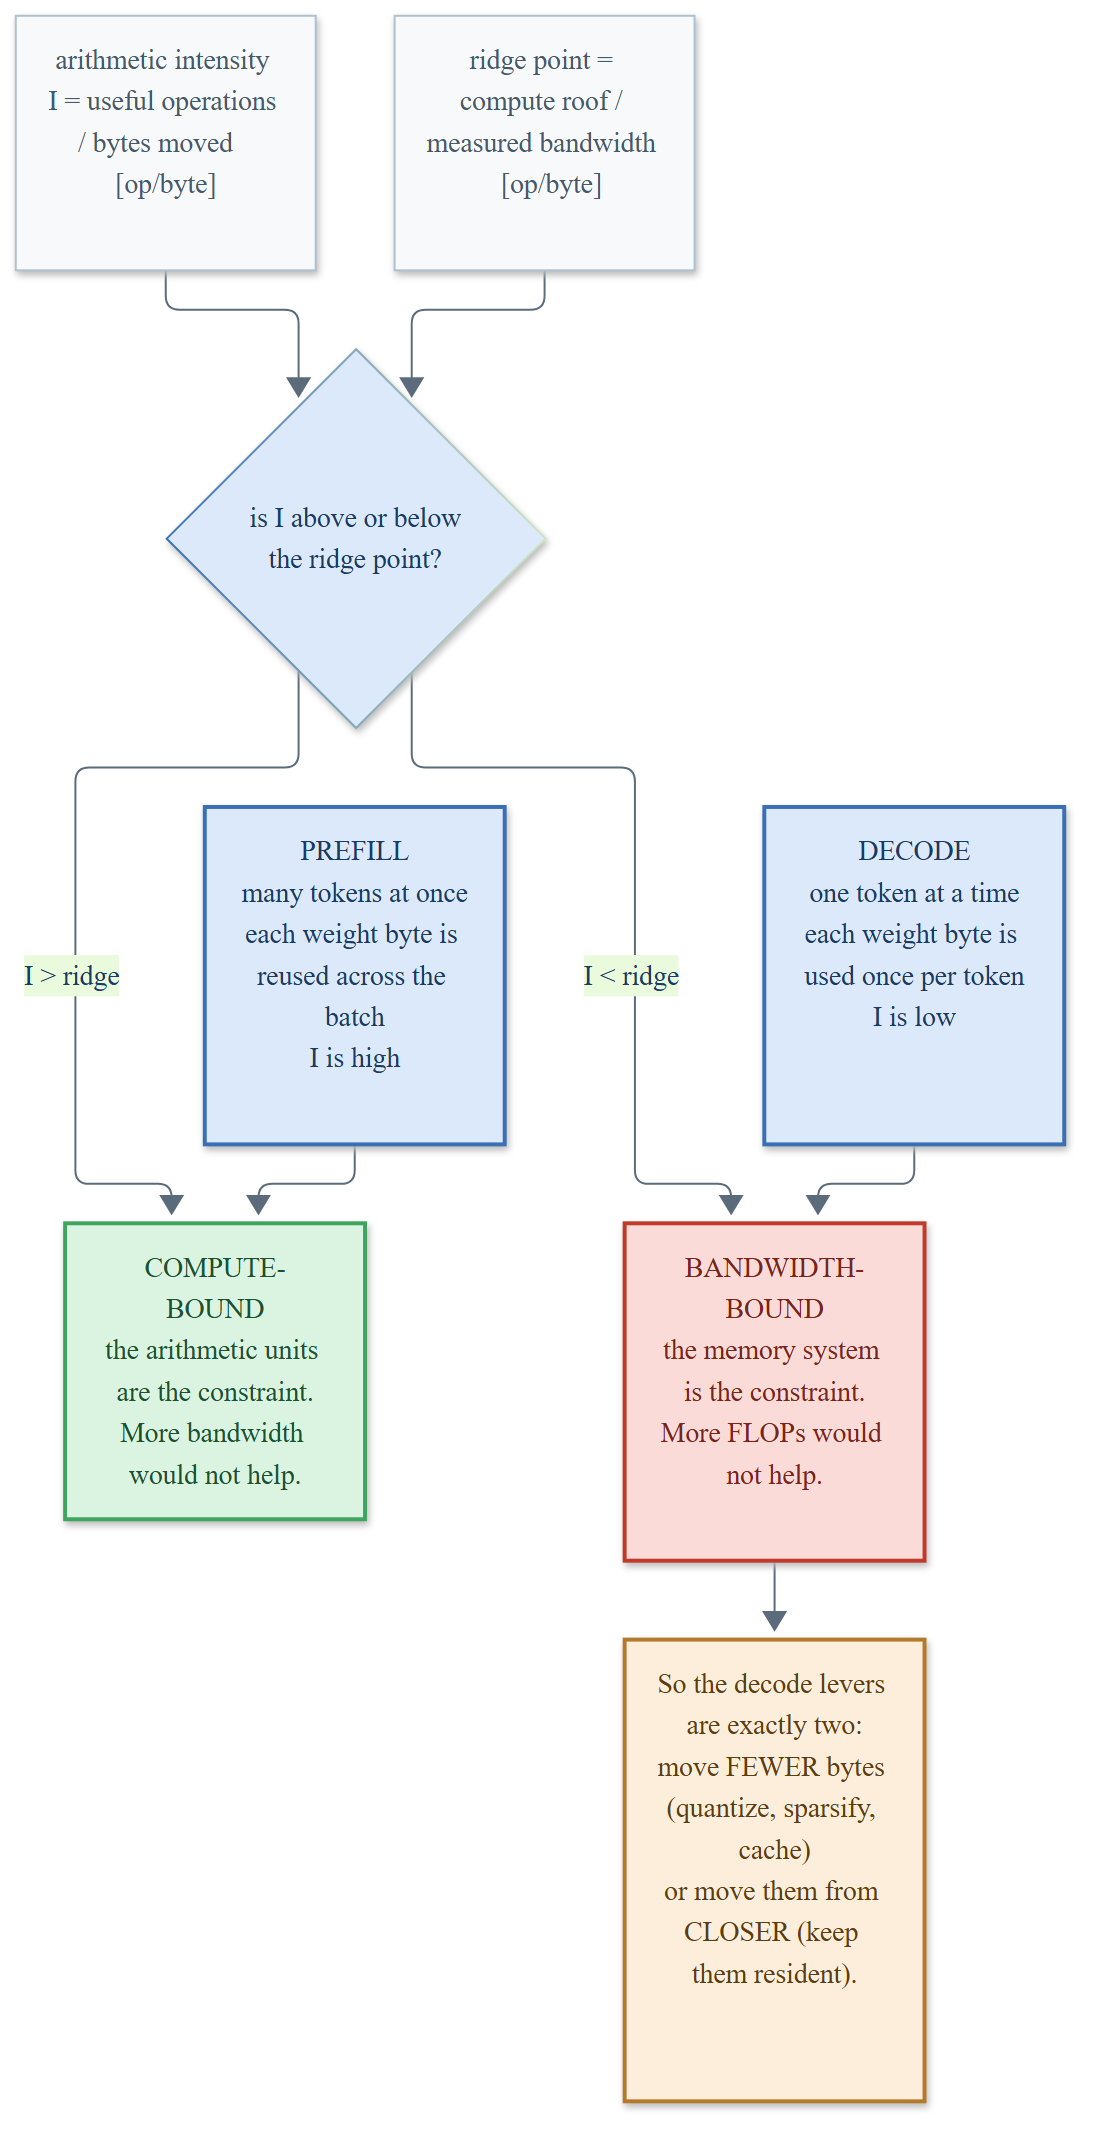 arithmetic intensity
I = useful operations
/ bytes moved
[op/byte]
ridge point =
compute roof /
measured bandwidth
[op/byte]
is I above or below
the ridge point?
PREFILL
many tokens at once
each weight byte is
reused across the
batch
I is high
DECODE
one token at a time
each weight byte is
used once per token
I is low
I > ridge
I < ridge
COMPUTE-
BOUND
the arithmetic units
are the constraint.
More bandwidth
would not help.
BANDWIDTH-
BOUND
the memory system
is the constraint.
More FLOPs would
not help.
So the decode levers
are exactly two:
move FEWER bytes
(quantize, sparsify,
cache)
or move them from
CLOSER (keep
them resident).